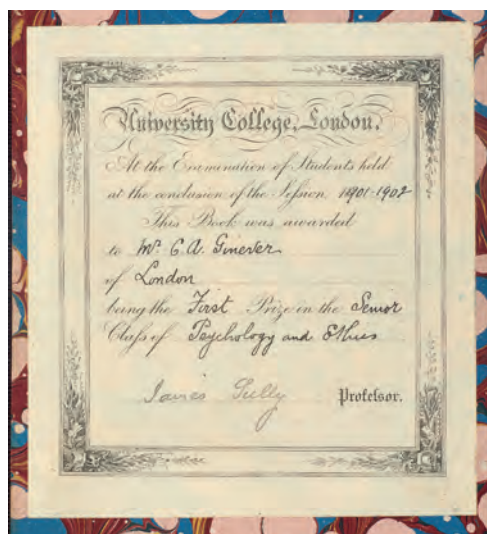 University College, London.
At the Examination of Students held
at the conclusion of the Session, 1901-1902
This Book was awarded
to Mr. C. A. Ginever
of London
being the First Prize in the Senior
Class of Psychology and Ethics
James Sully Professor.